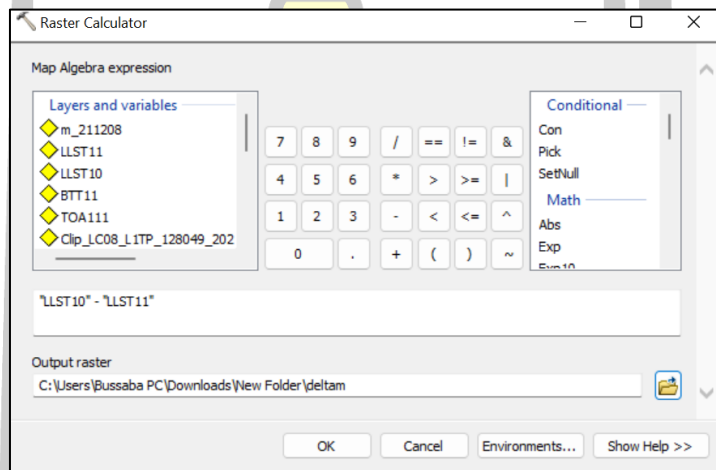 Raster Calculator
Map Algebra expression
Layers and variables
m_211208
LLST11
LLST10
BTT11
TOA111
Clip_LC08_L1TP_128049_202
7 8 9 / == != &
4 5 6 * > >= |
1 2 3 - < <= ^
0 . + ( ) ~
Conditional
Con
Pick
SetNull
Math
Abs
Exp
Exp10
"LLST10" - "LLST11"
Output raster
C:\Users\Bussaba PC\Downloads\New Folder\deltam
OK Cancel Environments... Show Help >>